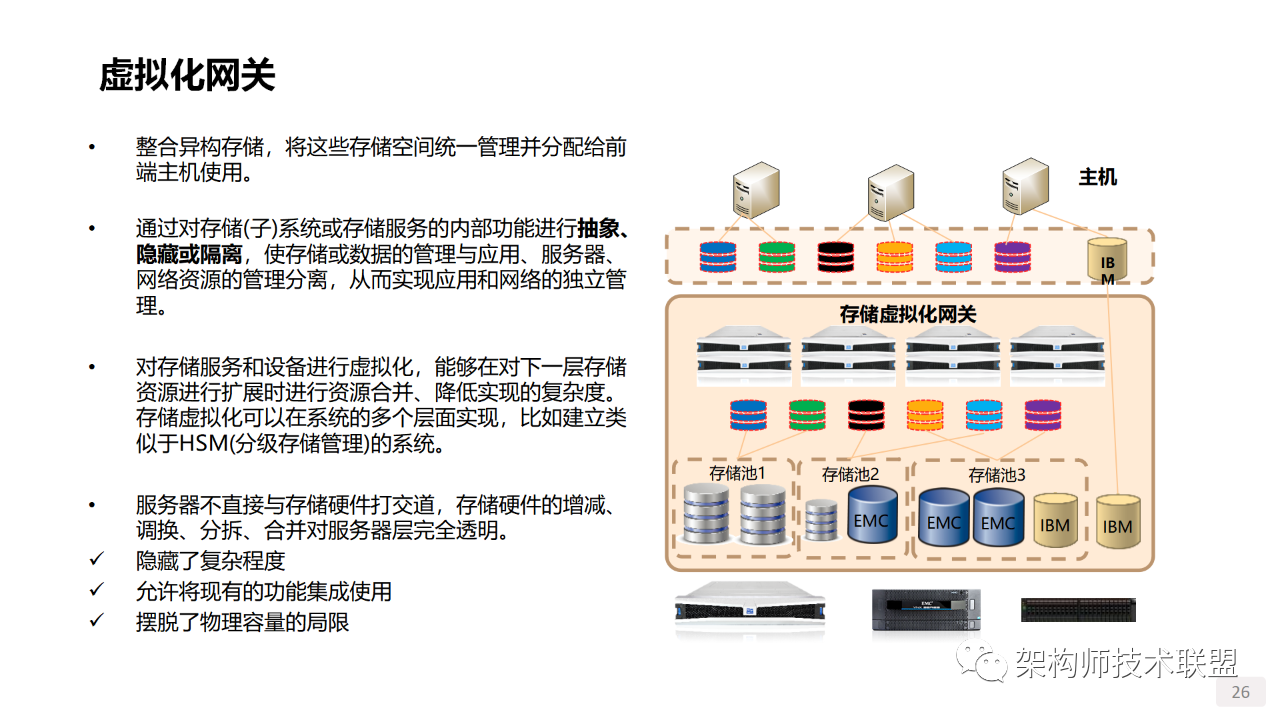 虚拟化网关
• 整合异构存储，将这些存储空间统一管理并分配给前
端主机使用。
• 通过对存储(子)系统或存储服务的内部功能进行抽象、
隐藏或隔离，使存储或数据的管理与应用、服务器、
网络资源的管理分离，从而实现应用和网络的独立管
理。
• 对存储服务和设备进行虚拟化，能够在对下一层存储
资源进行扩展时进行资源合并、降低实现的复杂度。
存储虚拟化可以在系统的多个层面实现，比如建立类
似于HSM(分级存储管理)的系统。
• 服务器不直接与存储硬件打交道，存储硬件的增减、
调换、分拆、合并对服务器层完全透明。
✓ 隐藏了复杂程度
✓ 允许将现有的功能集成使用
✓ 摆脱了物理容量的局限
主机
IB
M
存储虚拟化网关
存储池1
存储池2
存储池3
EMC
EMC
EMC
IBM
IBM
EMC
架构师技术联盟
26